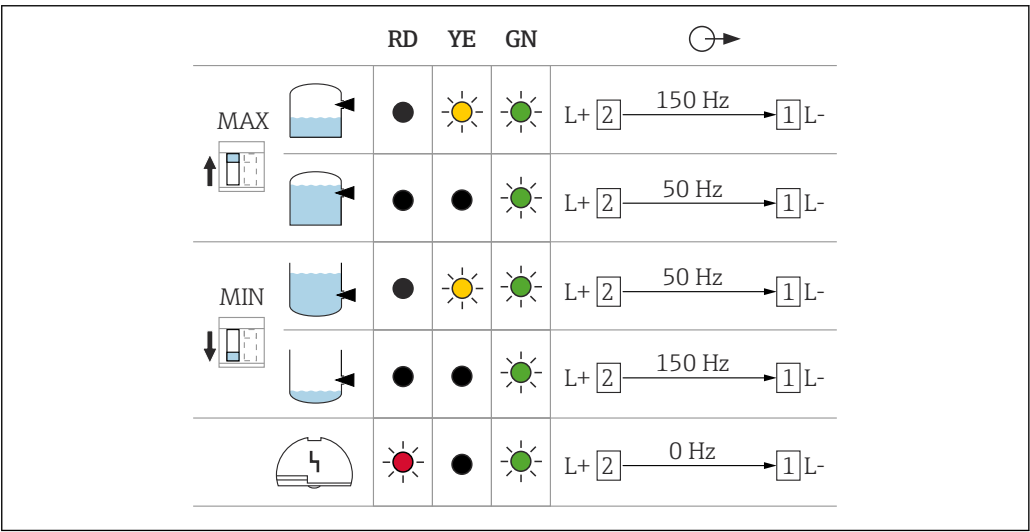 RD YE GN
MAX
L+ 2 150 Hz 1 L-
L+ 2 50 Hz 1 L-
MIN
L+ 2 50 Hz 1 L-
L+ 2 150 Hz 1 L-
L+ 2 0 Hz 1 L-